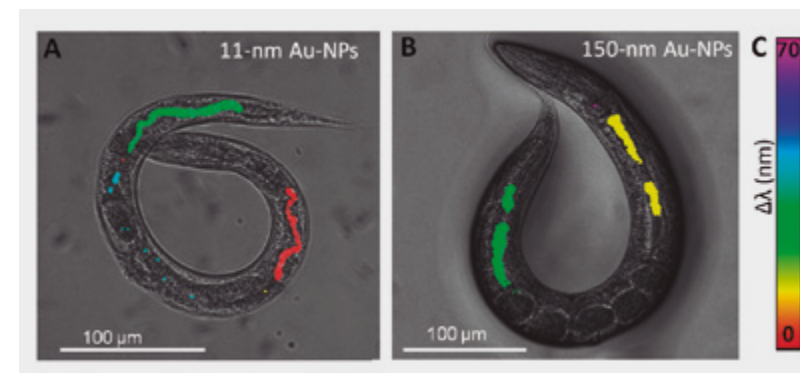 A
11-nm Au-NPs
100 µm
B
150-nm Au-NPs
100 µm
C
70
Δλ (nm)
0